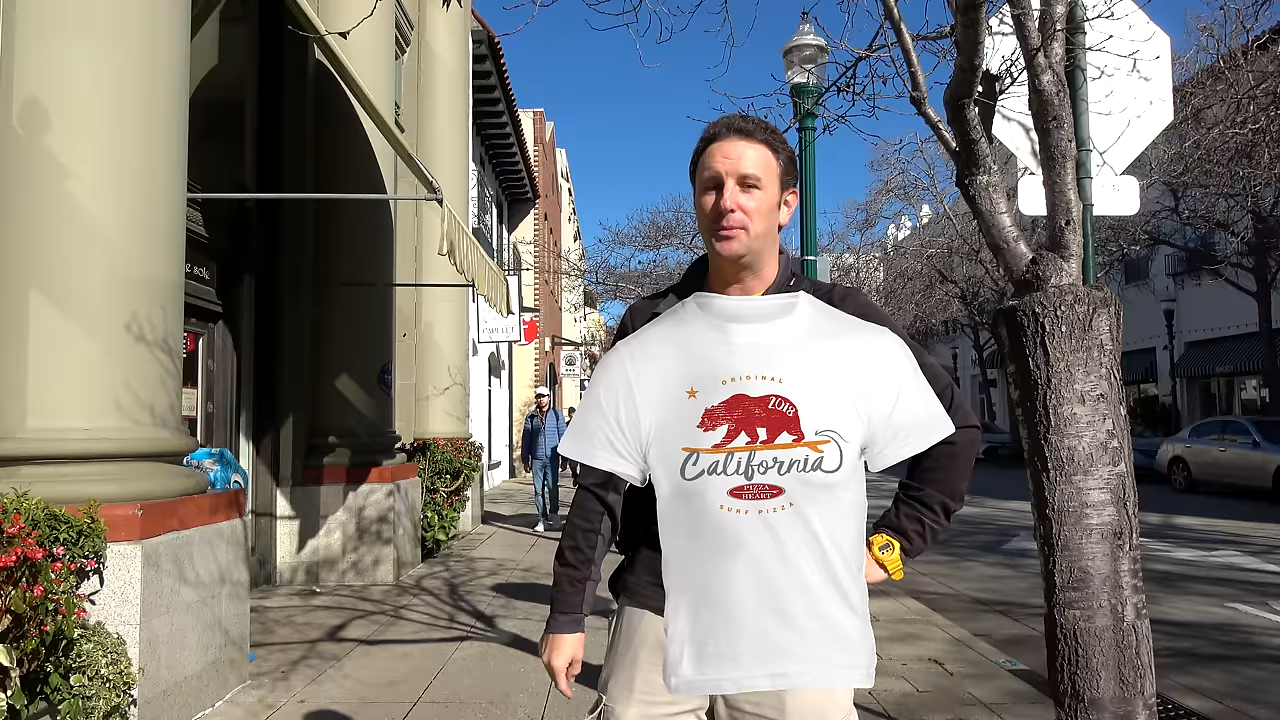 ORIGINAL
2018
California
PIZZA
HEART
SURF PIZZA
CAPULET